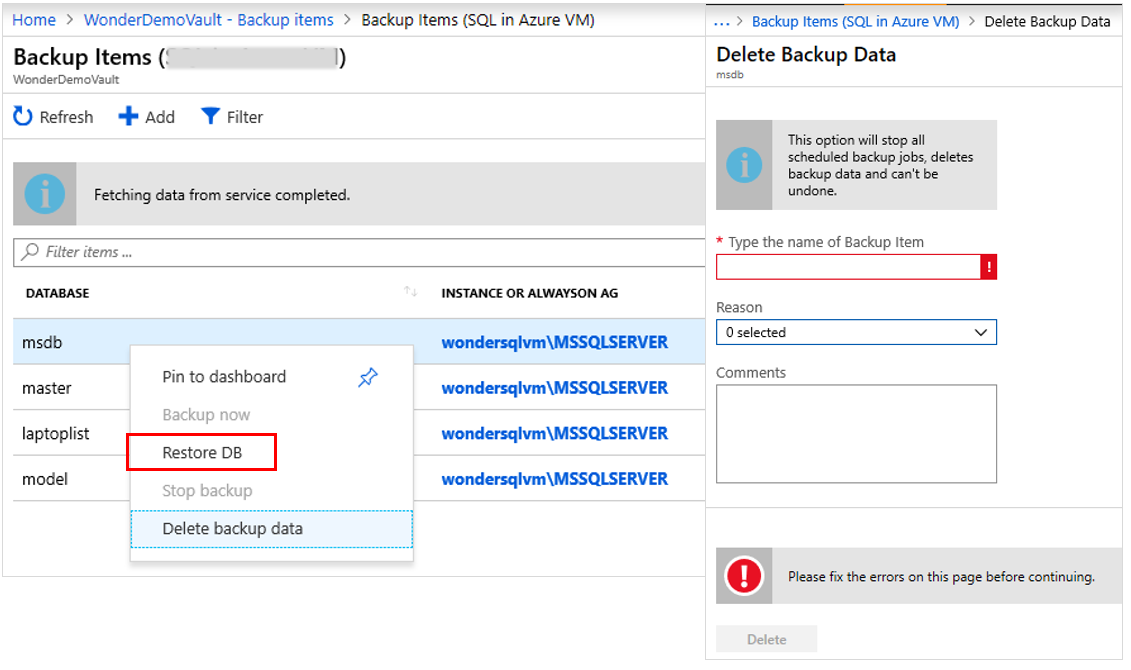 Home > WonderDemoVault - Backup items > Backup Items (SQL in Azure VM)
Backup Items ( )
WonderDemoVault
Refresh Add Filter
Fetching data from service completed.
Filter items ...
DATABASE INSTANCE OR ALWAYSON AG
msdb wondersqlvm\MSSQLSERVER
master wondersqlvm\MSSQLSERVER
laptoplist wondersqlvm\MSSQLSERVER
model wondersqlvm\MSSQLSERVER
Pin to dashboard
Backup now
Restore DB
Stop backup
Delete backup data
... > Backup Items (SQL in Azure VM) > Delete Backup Data
Delete Backup Data
msdb
This option will stop all
scheduled backup jobs, deletes
backup data and can't be
undone.
* Type the name of Backup Item
!
Reason
0 selected
Comments
Please fix the errors on this page before continuing.
Delete